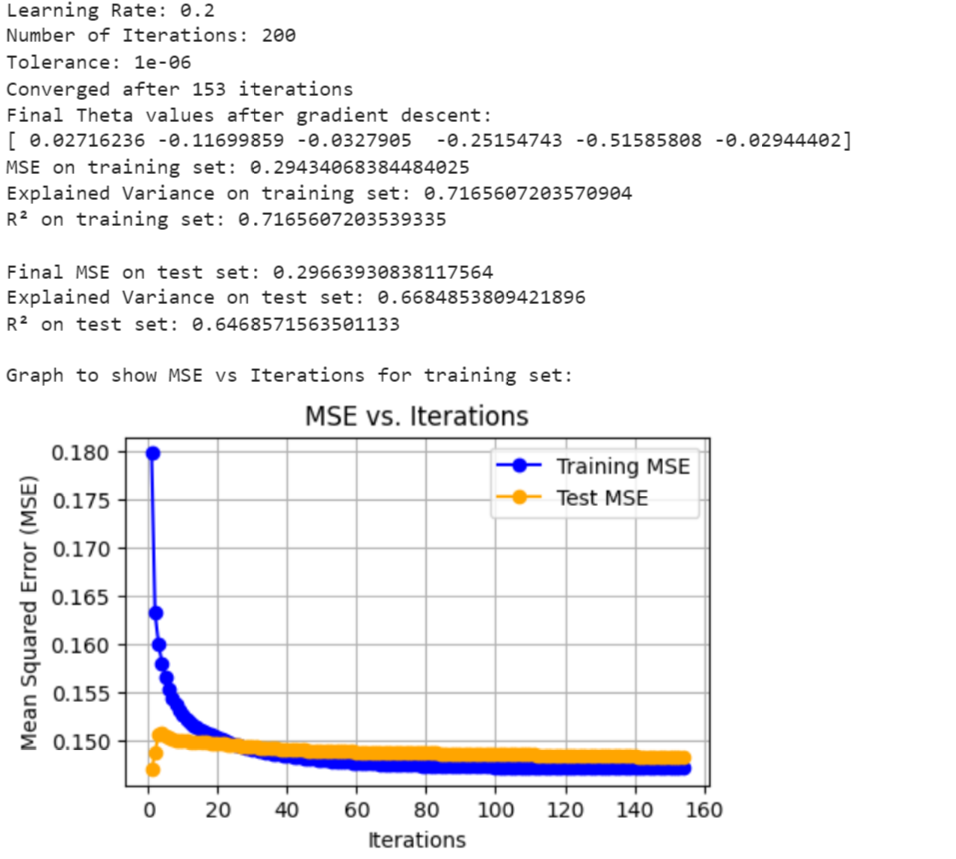 Learning Rate: 0.2
Number of Iterations: 200
Tolerance: 1e-06
Converged after 153 iterations
Final Theta values after gradient descent:
[ 0.02716236 -0.11699859 -0.0327905  -0.25154743 -0.51585808 -0.02944402]
MSE on training set: 0.29434068384484025
Explained Variance on training set: 0.7165607203570904
R² on training set: 0.7165607203539335
Final MSE on test set: 0.29663930838117564
Explained Variance on test set: 0.6684853809421896
R² on test set: 0.6468571563501133
Graph to show MSE vs Iterations for training set:
MSE vs. Iterations
Training MSE
Test MSE
Mean Squared Error (MSE)
0.180
0.175
0.170
0.165
0.160
0.155
0.150
0 20 40 60 80 100 120 140 160
Iterations